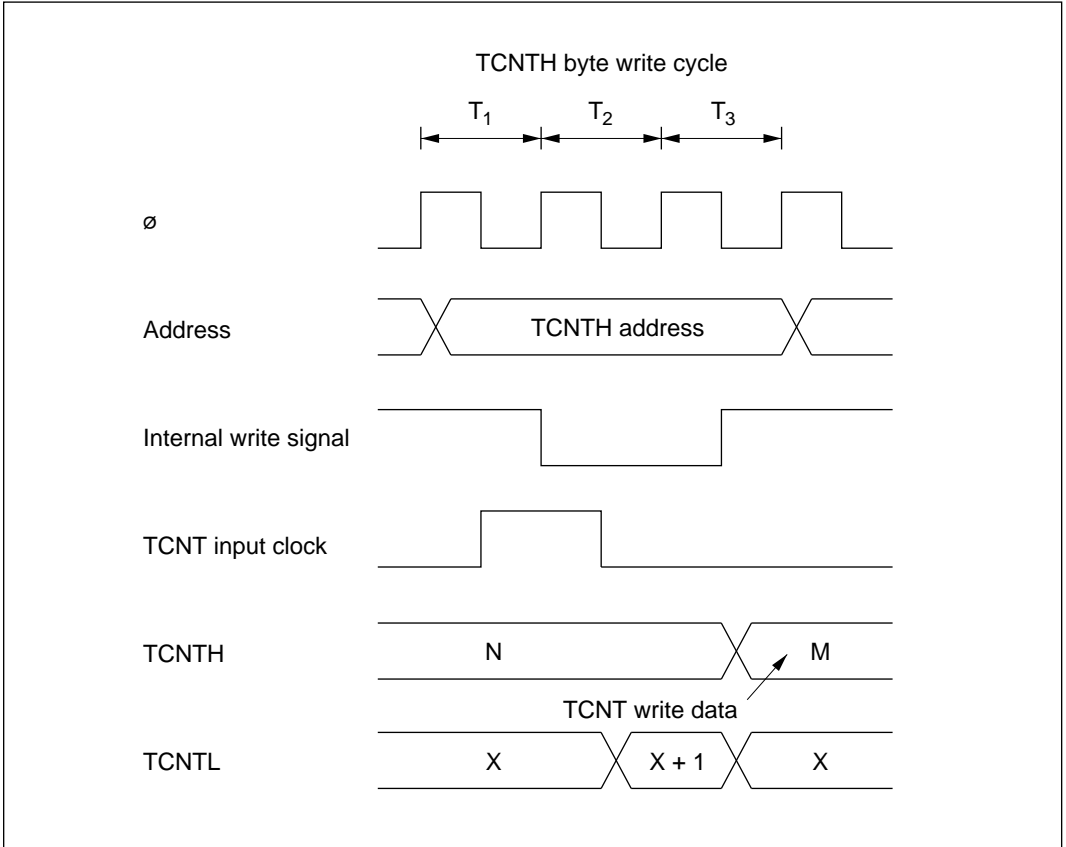 TCNTH byte write cycle
T1 T2 T3
ø
Address TCNTH address
Internal write signal
TCNT input clock
TCNTH N M
TCNT write data
TCNTL X X + 1 X